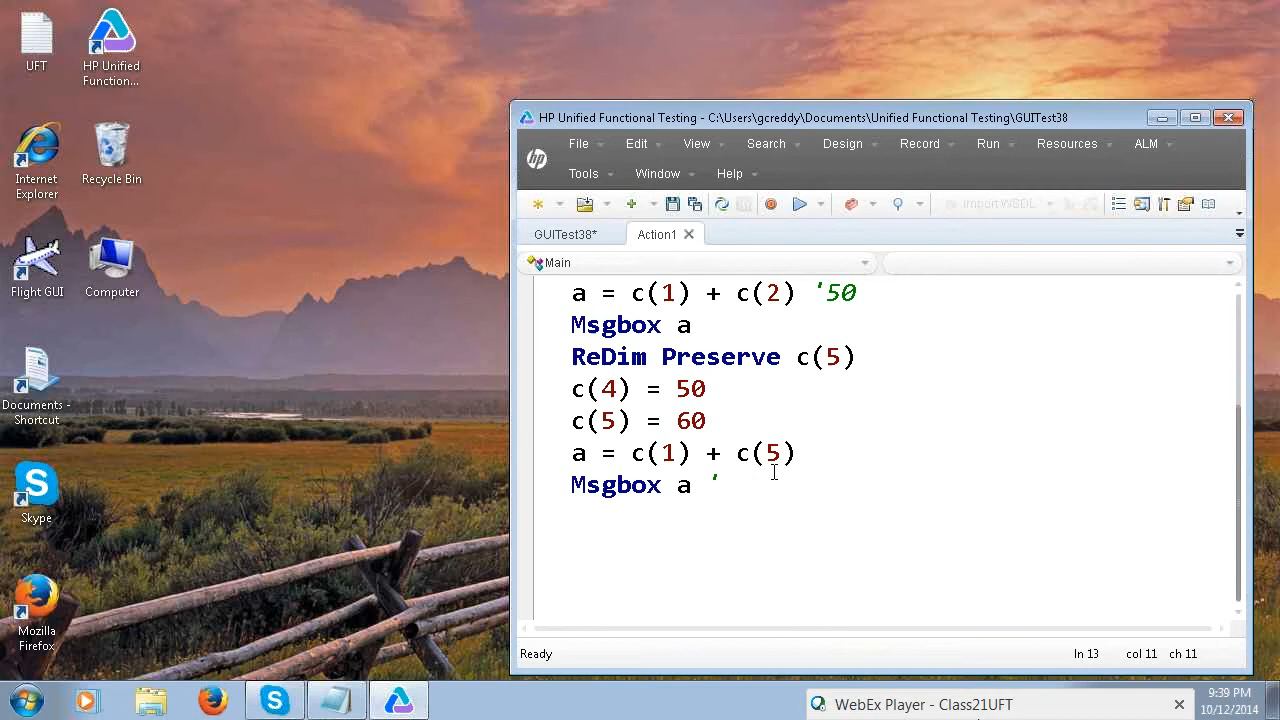 UFT
HP Unified
Function...
Internet
Explorer
Recycle Bin
Flight GUI
Computer
Documents -
Shortcut
Skype
Mozilla
Firefox
HP Unified Functional Testing - C:\Users\gcreddy\Documents\Unified Functional Testing\GUITest38
hp
File Edit View Search Design Record Run Resources ALM
Tools Window Help
Import WSDL
GUITest38* Action1
Main
a = c(1) + c(2) '50
Msgbox a
ReDim Preserve c(5)
c(4) = 50
c(5) = 60
a = c(1) + c(5)
Msgbox a '
Ready
ln 13 col 11 ch 11
WebEx Player - Class21UFT
9:39 PM
10/12/2014